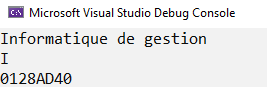 Microsoft Visual Studio Debug Console
Informatique de gestion
I
0128AD40